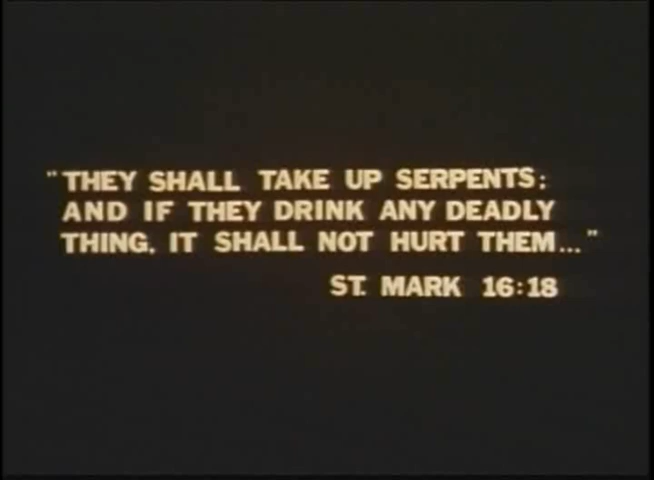 "THEY SHALL TAKE UP SERPENTS:
AND IF THEY DRINK ANY DEADLY
THING, IT SHALL NOT HURT THEM..."
ST. MARK 16:18